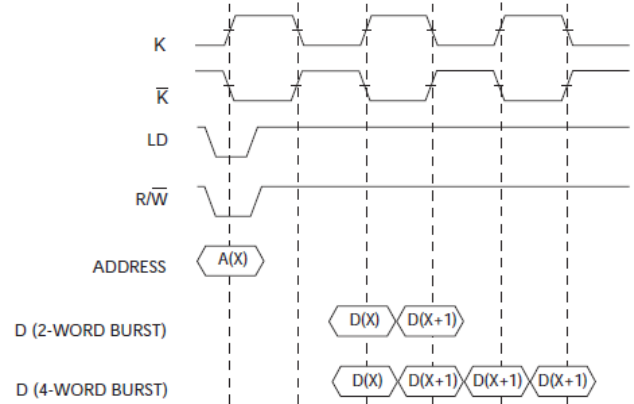 K
K̅
LD
R/W̅
ADDRESS A(X)
D (2-WORD BURST) D(X) D(X+1)
D (4-WORD BURST) D(X) D(X+1) D(X+1) D(X+1)